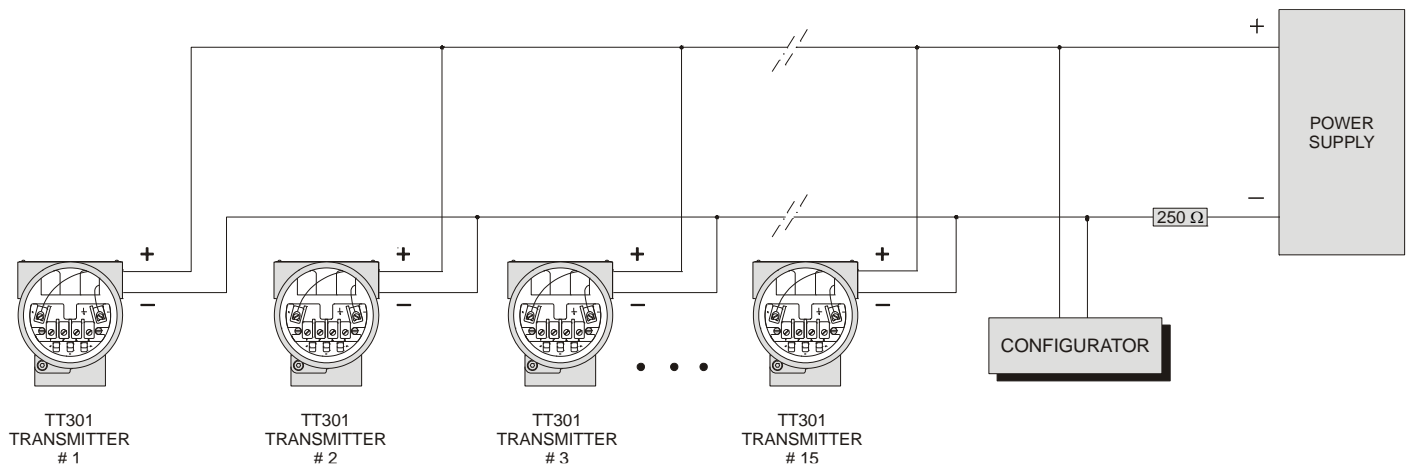 +
POWER
SUPPLY
−
250 Ω
+
−
+
−
+
−
+
−
CONFIGURATOR
TT301
TRANSMITTER
# 1
TT301
TRANSMITTER
# 2
TT301
TRANSMITTER
# 3
TT301
TRANSMITTER
# 15